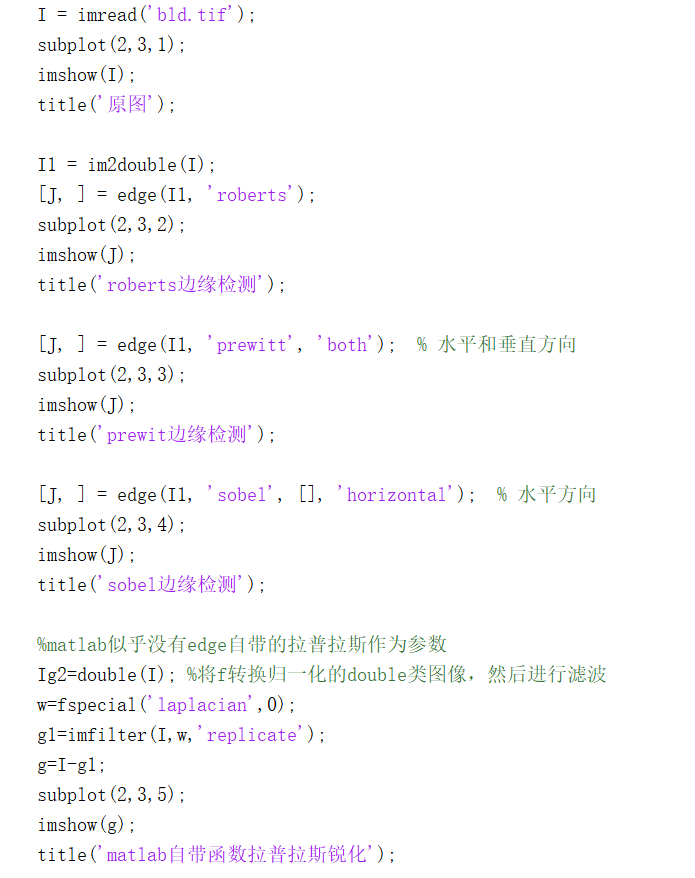 I = imread('bld.tif');
subplot(2,3,1);
imshow(I);
title('原图');
I1 = im2double(I);
[J, ] = edge(I1, 'roberts');
subplot(2,3,2);
imshow(J);
title('roberts边缘检测');
[J, ] = edge(I1, 'prewitt', 'both');  % 水平和垂直方向
subplot(2,3,3);
imshow(J);
title('prewit边缘检测');
[J, ] = edge(I1, 'sobel', [], 'horizontal');  % 水平方向
subplot(2,3,4);
imshow(J);
title('sobel边缘检测');
%matlab似乎没有edge自带的拉普拉斯作为参数
Ig2=double(I); %将f转换归一化的double类图像，然后进行滤波
w=fspecial('laplacian',0);
g1=imfilter(I,w,'replicate');
g=I-g1;
subplot(2,3,5);
imshow(g);
title('matlab自带函数拉普拉斯锐化');